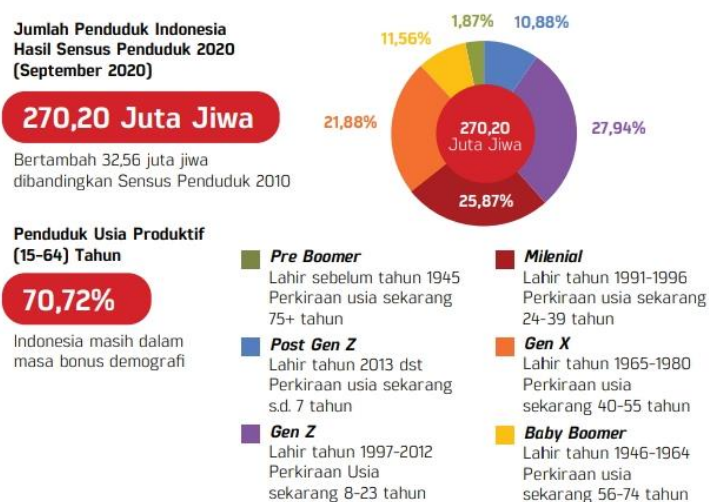 Jumlah Penduduk Indonesia
Hasil Sensus Penduduk 2020
(September 2020)
270,20 Juta Jiwa
Bertambah 32,56 juta jiwa
dibandingkan Sensus Penduduk 2010
Penduduk Usia Produktif
(15-64) Tahun
70,72%
Indonesia masih dalam
masa bonus demografi
1,87%
10,88%
11,56%
21,88%
27,94%
270,20
Juta Jiwa
25,87%
Pre Boomer
Lahir sebelum tahun 1945
Perkiraan usia sekarang
75+ tahun
Post Gen Z
Lahir tahun 2013 dst
Perkiraan usia sekarang
s.d. 7 tahun
Gen Z
Lahir tahun 1997-2012
Perkiraan Usia
sekarang 8-23 tahun
Milenial
Lahir tahun 1991-1996
Perkiraan usia sekarang
24-39 tahun
Gen X
Lahir tahun 1965-1980
Perkiraan usia
sekarang 40-55 tahun
Baby Boomer
Lahir tahun 1946-1964
Perkiraan usia
sekarang 56-74 tahun